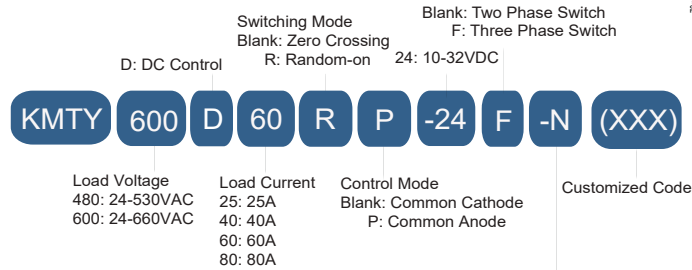 Blank: Two Phase Switch
F: Three Phase Switch
Switching Mode
Blank: Zero Crossing
R: Random-on
24: 10-32VDC
D: DC Control
KMTY 600 D 60 R P -24 F -N (XXX)
Load Voltage
480: 24-530VAC
600: 24-660VAC
Load Current
25: 25A
40: 40A
60: 60A
80: 80A
Control Mode
Blank: Common Cathode
P: Common Anode
Customized Code